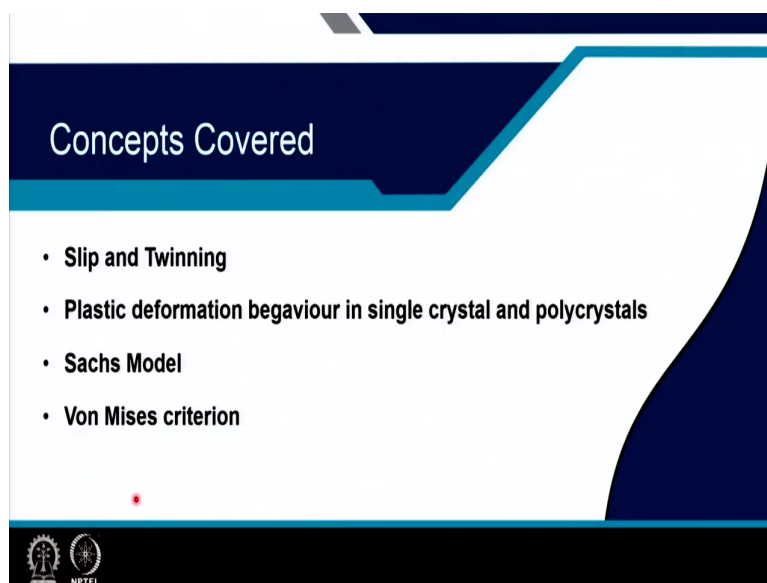 Concepts Covered
• Slip and Twinning
• Plastic deformation begaviour in single crystal and polycrystals
• Sachs Model
• Von Mises criterion
NPTEL